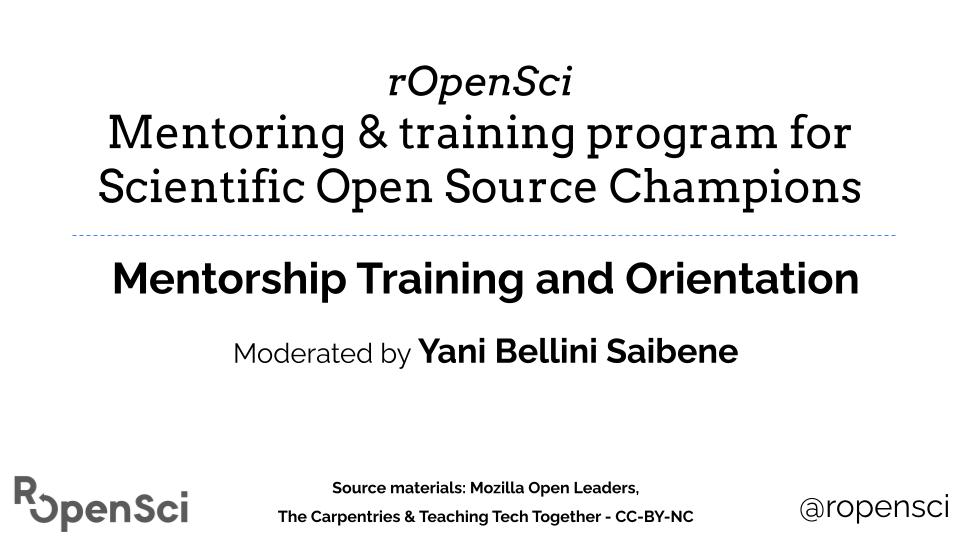 rOpenSci
Mentoring & training program for
Scientific Open Source Champions
Mentorship Training and Orientation
Moderated by Yani Bellini Saibene
ROpenSci
Source materials: Mozilla Open Leaders,
The Carpentries & Teaching Tech Together - CC-BY-NC
@ropensci